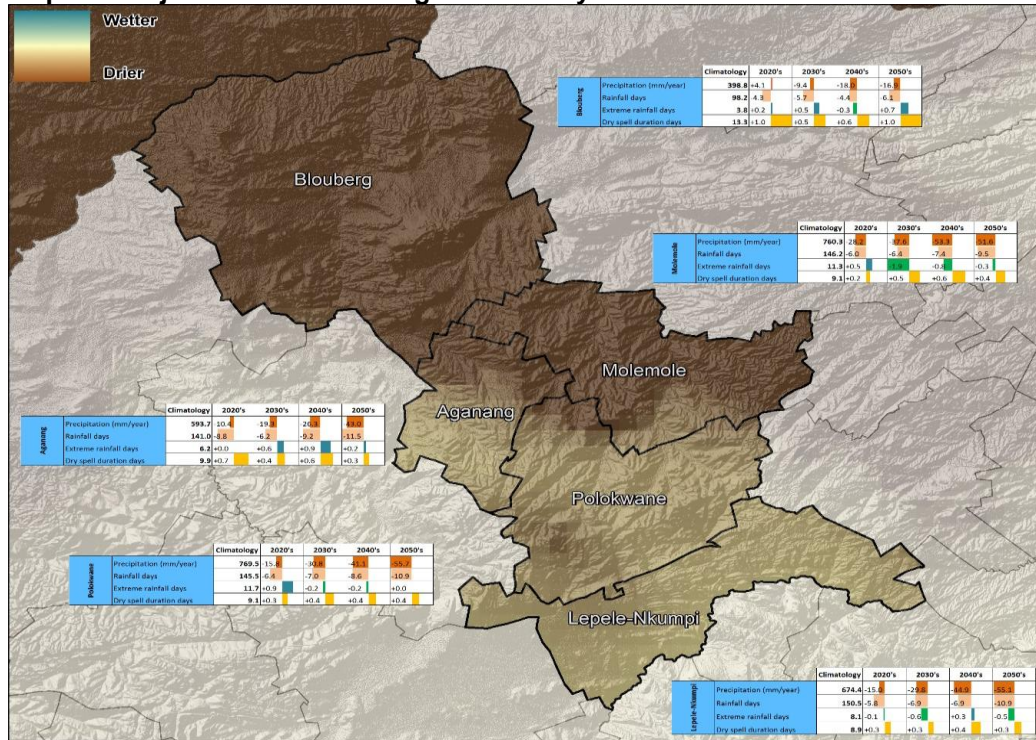 Wetter
Drier
Climatology 2020's 2030's 2040's 2050's
Blouberg
Precipitation (mm/year) 398.8 +4.1 -9.4 -18.0 -16.9
Rainfall days 98.2 -4.3 -5.7 -4.4 -6.1
Extreme rainfall days 3.8 +0.2 +0.5 -0.3 +0.7
Dry spell duration days 13.3 +1.0 +0.5 +0.6 +1.0
Blouberg
Climatology 2020's 2030's 2040's 2050's
Molemole
Precipitation (mm/year) 760.3 -28.2 -37.6 -53.3 -51.6
Rainfall days 146.2 -6.0 -6.4 -7.4 -9.5
Extreme rainfall days 11.3 +0.5 -0.3
Dry spell duration days 9.1 +0.2 +0.5 +0.6 +0.4
Molemole
Aganang
Climatology 2020's 2030's 2040's 2050's
Aganang
Precipitation (mm/year) 593.7 -10.4 -19.3 -20.3 -43.0
Rainfall days 141.0 -8.8 -6.2 -9.2 -11.5
Extreme rainfall days 6.2 +0.0 +0.6 +0.9 +0.2
Dry spell duration days 9.9 +0.7 +0.4 +0.6 +0.3
Polokwane
Climatology 2020's 2030's 2040's 2050's
Polokwane
Precipitation (mm/year) 769.5 -15.8 -30.8 -41.1 -55.7
Rainfall days 145.5 -6.4 -7.0 -8.6 -10.9
Extreme rainfall days 11.7 +0.9 -0.2 -0.2 +0.0
Dry spell duration days 9.1 +0.3 +0.4 +0.4 +0.4
Lepele-Nkumpi
Climatology 2020's 2030's 2040's 2050's
Lepele-Nkumpi
Precipitation (mm/year) 674.4 -15.0 -29.8 -44.9 -55.1
Rainfall days 150.5 -5.8 -6.9 -6.9 -10.9
Extreme rainfall days 8.1 -0.1 -0.6 +0.3 -0.5
Dry spell duration days 8.9 +0.3 +0.3 +0.4 +0.3